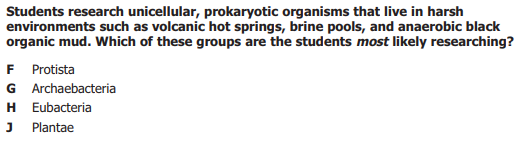 Students research unicellular, prokaryotic organisms that live in harsh
environments such as volcanic hot springs, brine pools, and anaerobic black
organic mud. Which of these groups are the students most likely researching?
F Protista
G Archaebacteria
H Eubacteria
J Plantae